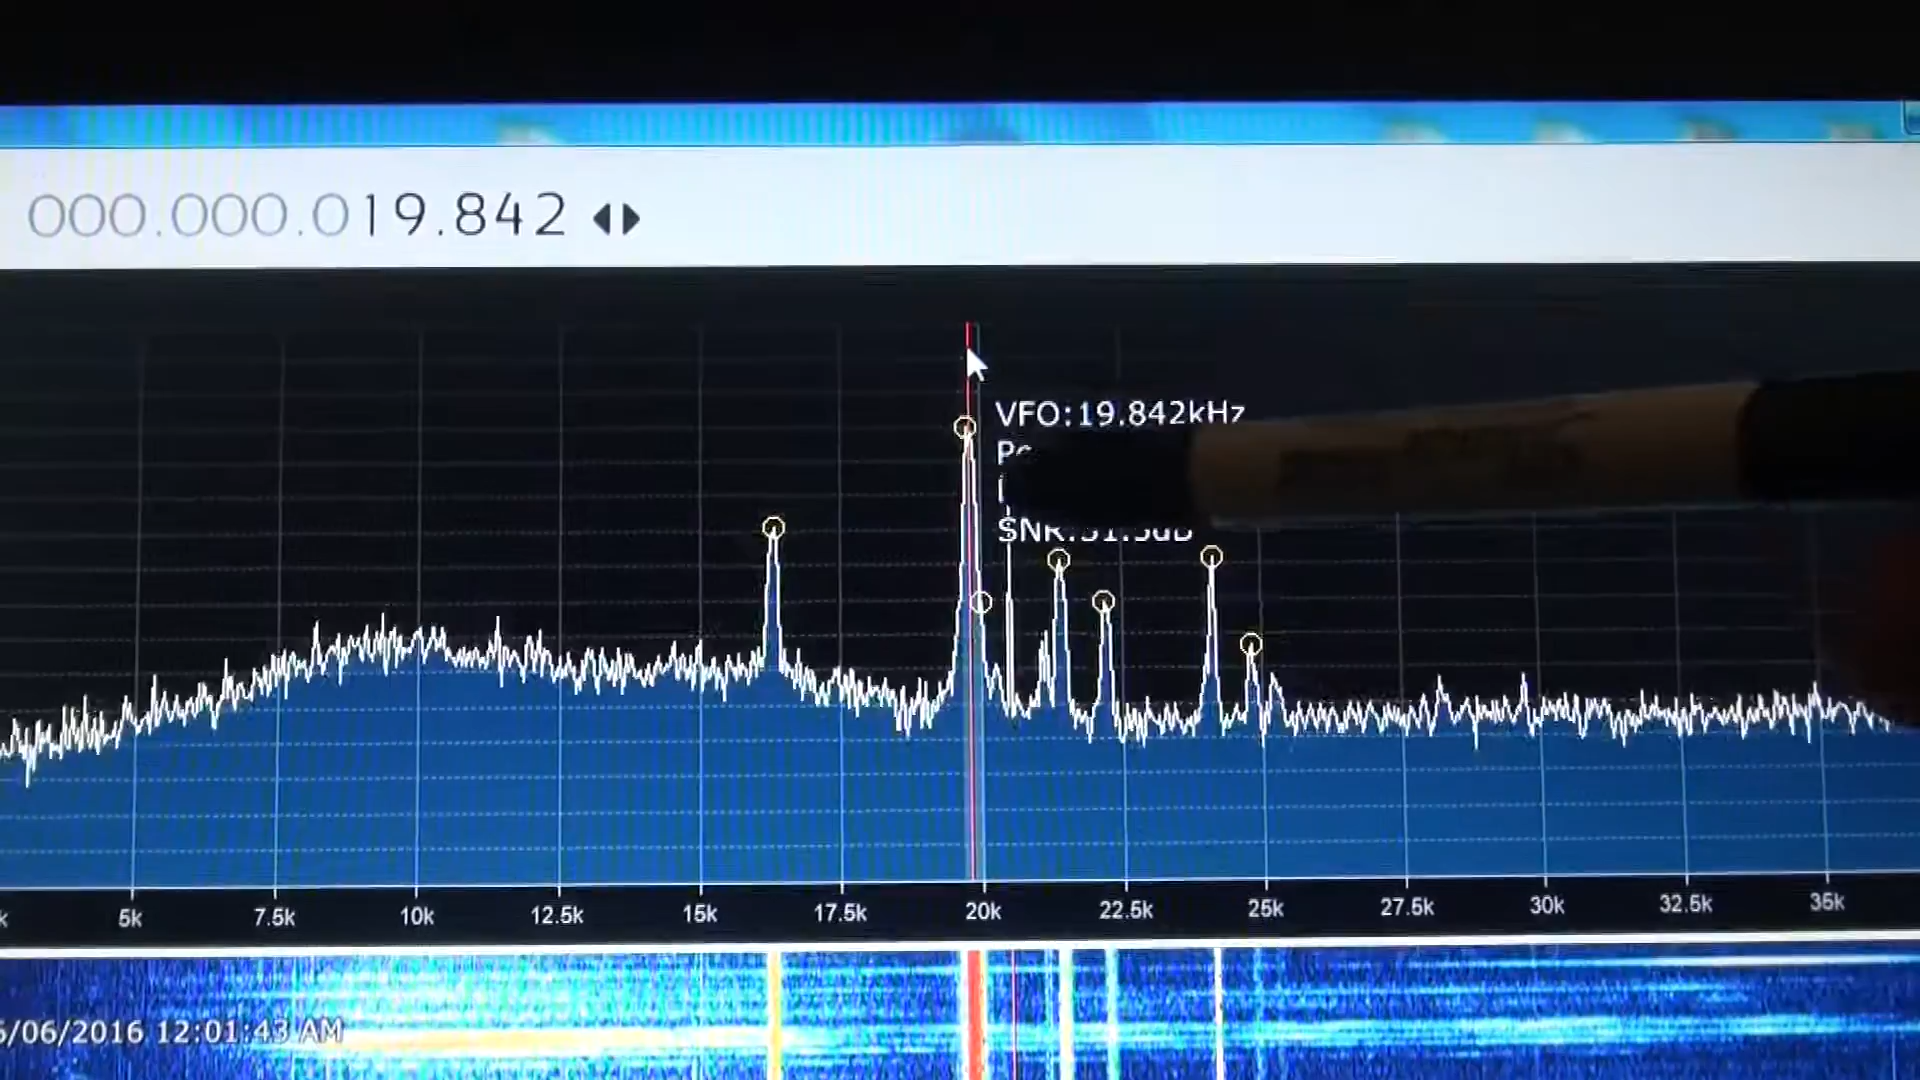 000.000.019.842
VFO:19.842kHz
5k 7.5k 10k 12.5k 15k 17.5k 20k 22.5k 25k 27.5k 30k 32.5k 35k
/06/2016 12:01:43 AM